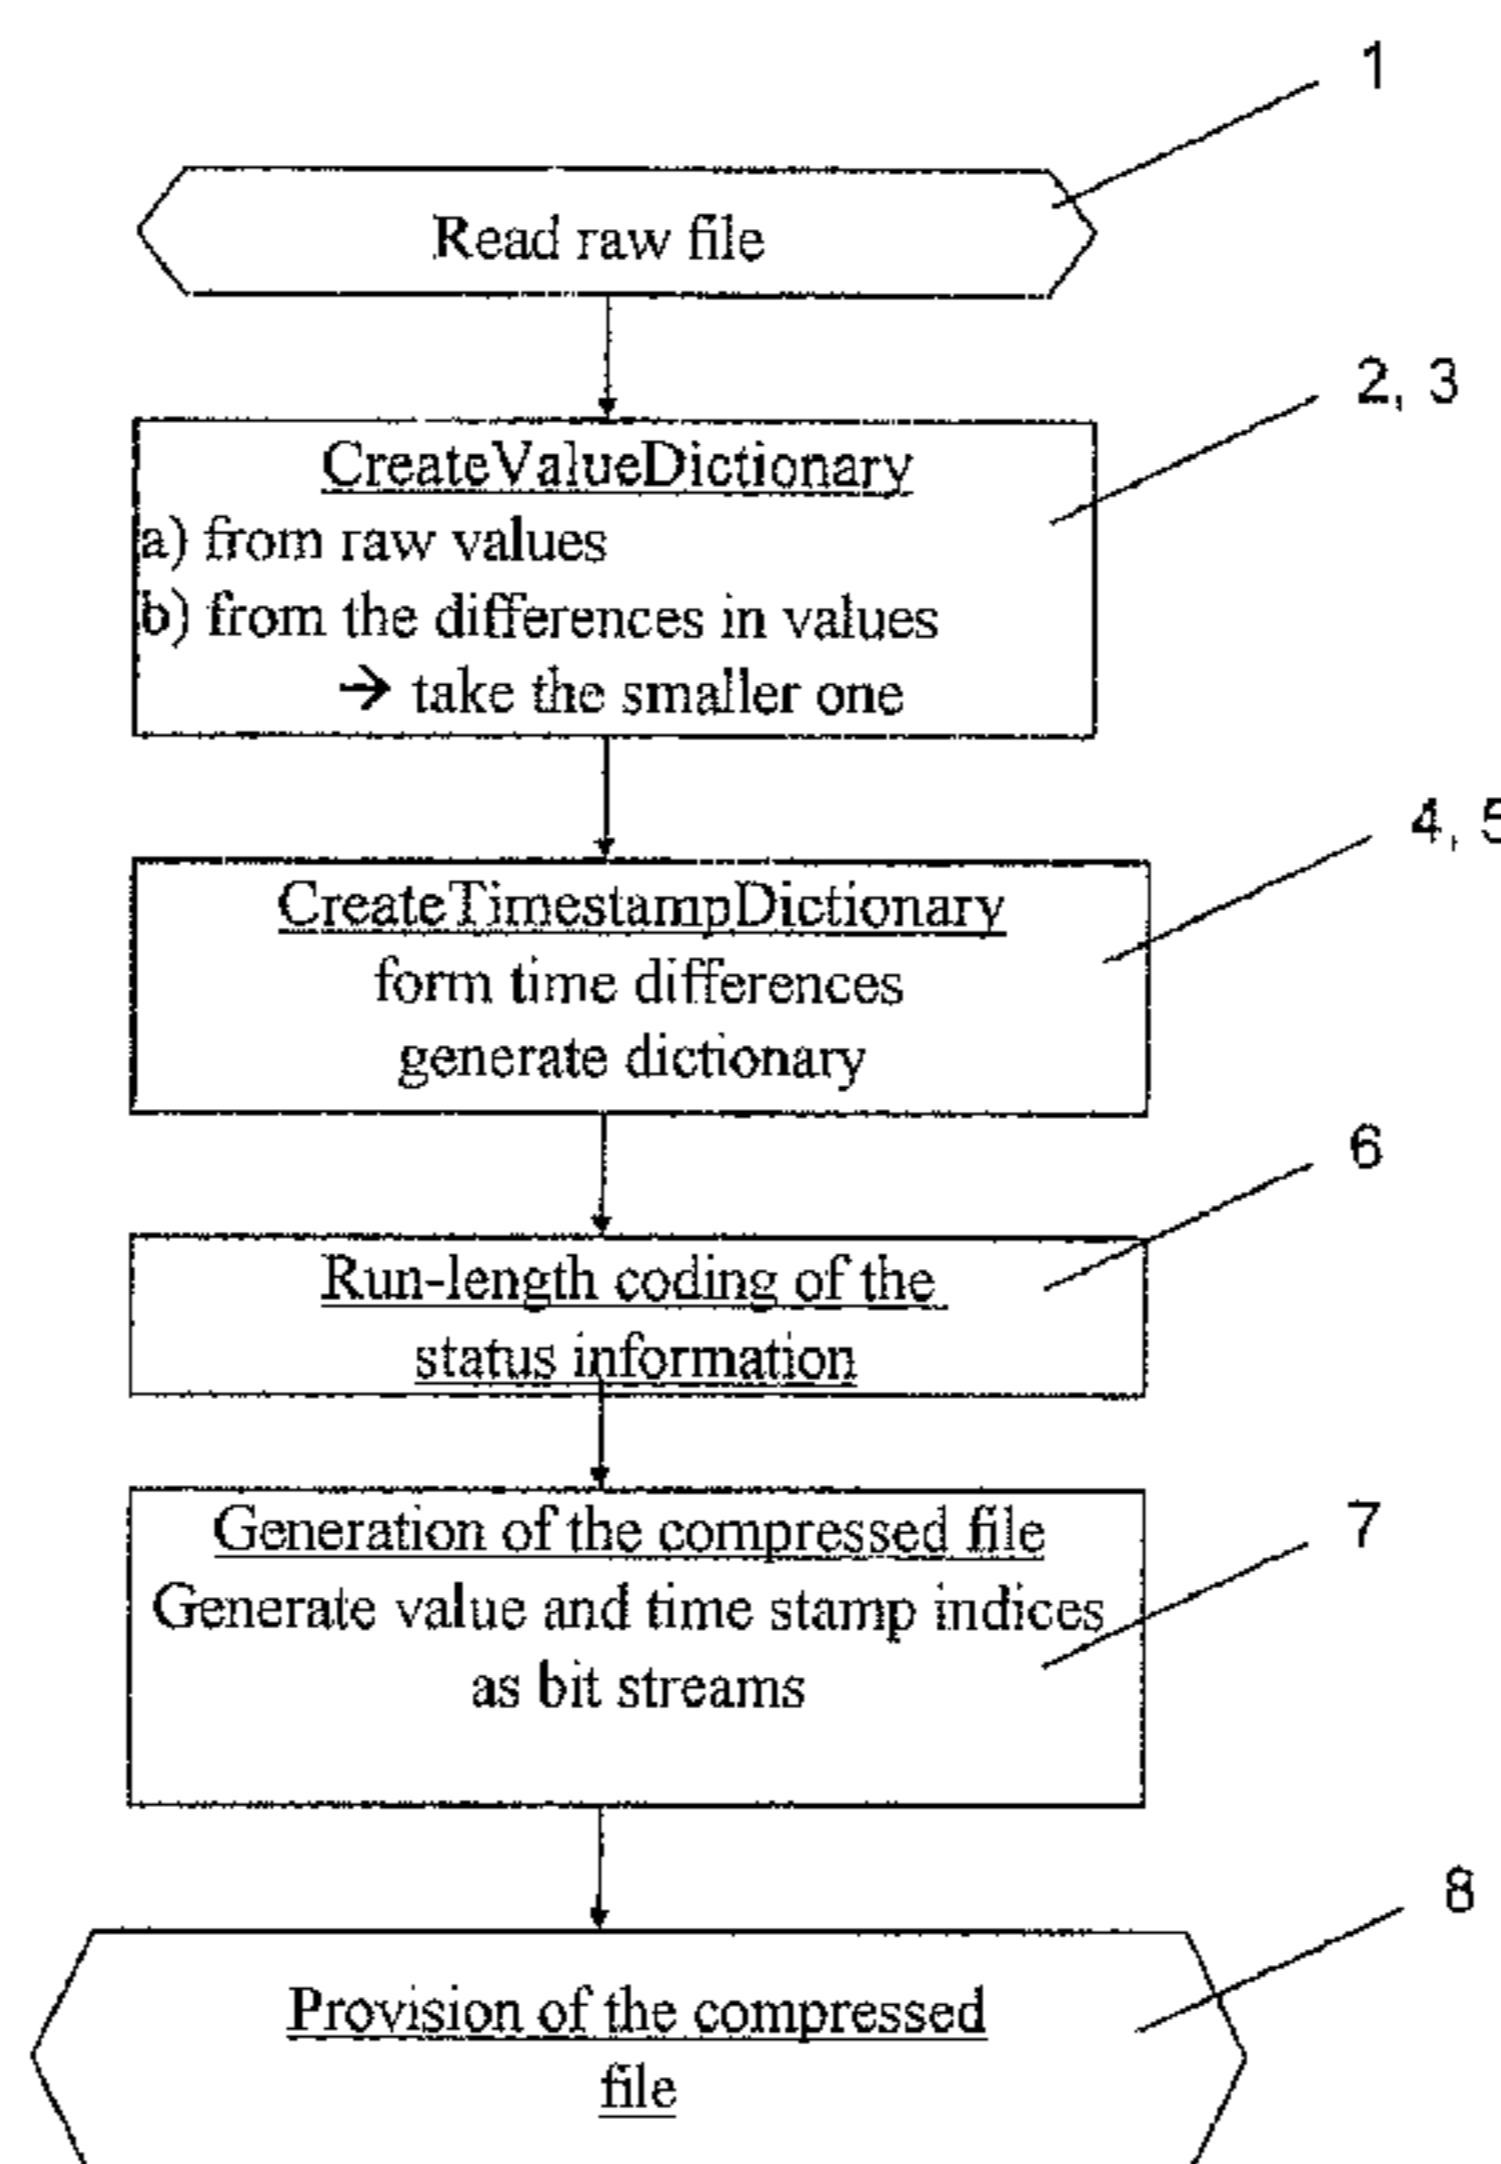 1
Read raw file
2, 3
CreateValueDictionary
a) from raw values
b) from the differences in values
→ take the smaller one
4, 5
CreateTimestampDictionary
form time differences
generate dictionary
6
Run-length coding of the
status information
7
Generation of the compressed file
Generate value and time stamp indices
as bit streams
8
Provision of the compressed
file